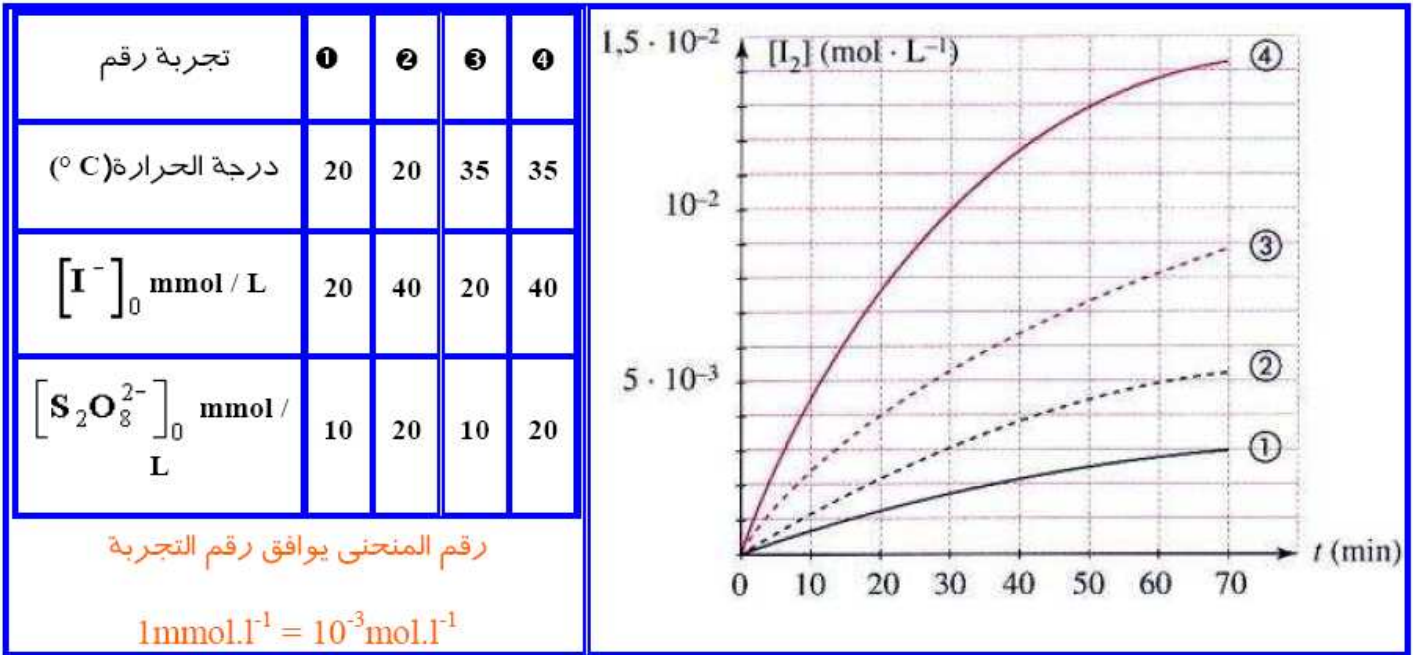 تجربة رقم ❶ ❷ ❸ ❹
درجة الحرارة(° C) 20 20 35 35
[I⁻]₀ mmol / L 20 40 20 40
[S₂O₈²⁻]₀ mmol / L 10 20 10 20
رقم المنحنى يوافق رقم التجربة
1mmol.l⁻¹ = 10⁻³mol.l⁻¹
1,5 · 10⁻² [I₂] (mol · L⁻¹) ④
10⁻²
③
5 · 10⁻³ ②
①
t (min)
0 10 20 30 40 50 60 70